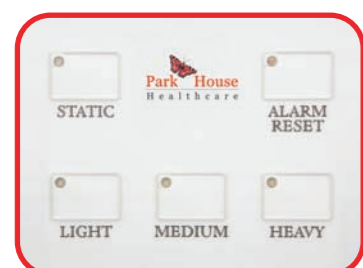 Park House
Healthcare
STATIC
ALARM
RESET
LIGHT
MEDIUM
HEAVY